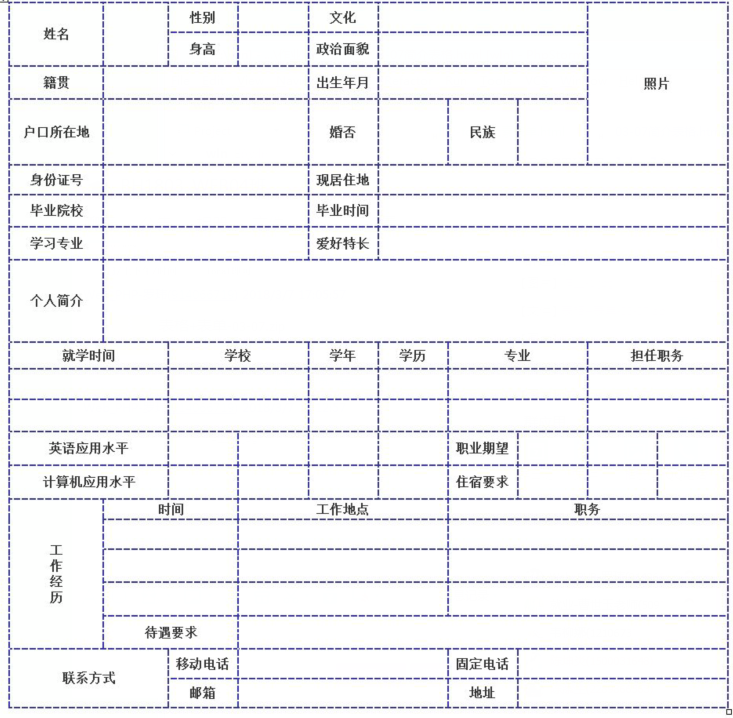 姓名 性别 文化
身高 政治面貌
照片
籍贯 出生年月
户口所在地 婚否 民族
身份证号 现居住地
毕业院校 毕业时间
学习专业 爱好特长
个人简介
就学时间 学校 学年 学历 专业 担任职务
英语应用水平 职业期望
计算机应用水平 住宿要求
时间 工作地点 职务
工
作
经
历
待遇要求
联系方式 移动电话 固定电话
邮箱 地址